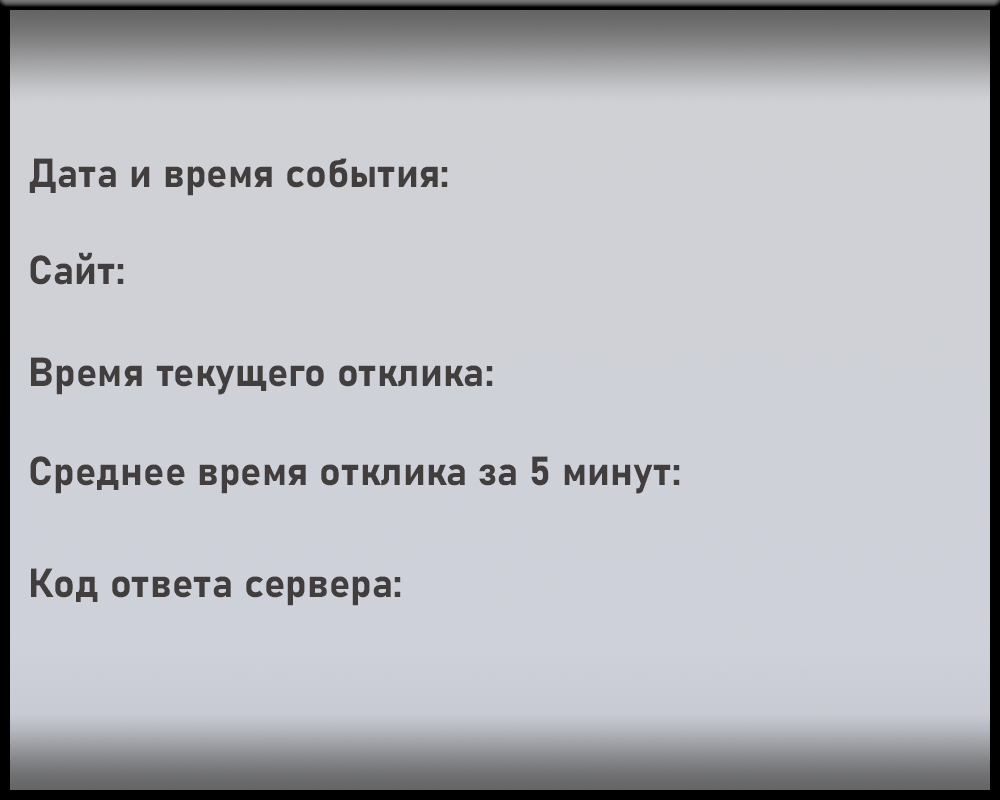 Дата и время события:
Сайт:
Время текущего отклика:
Среднее время отклика за 5 минут:
Код ответа сервера: